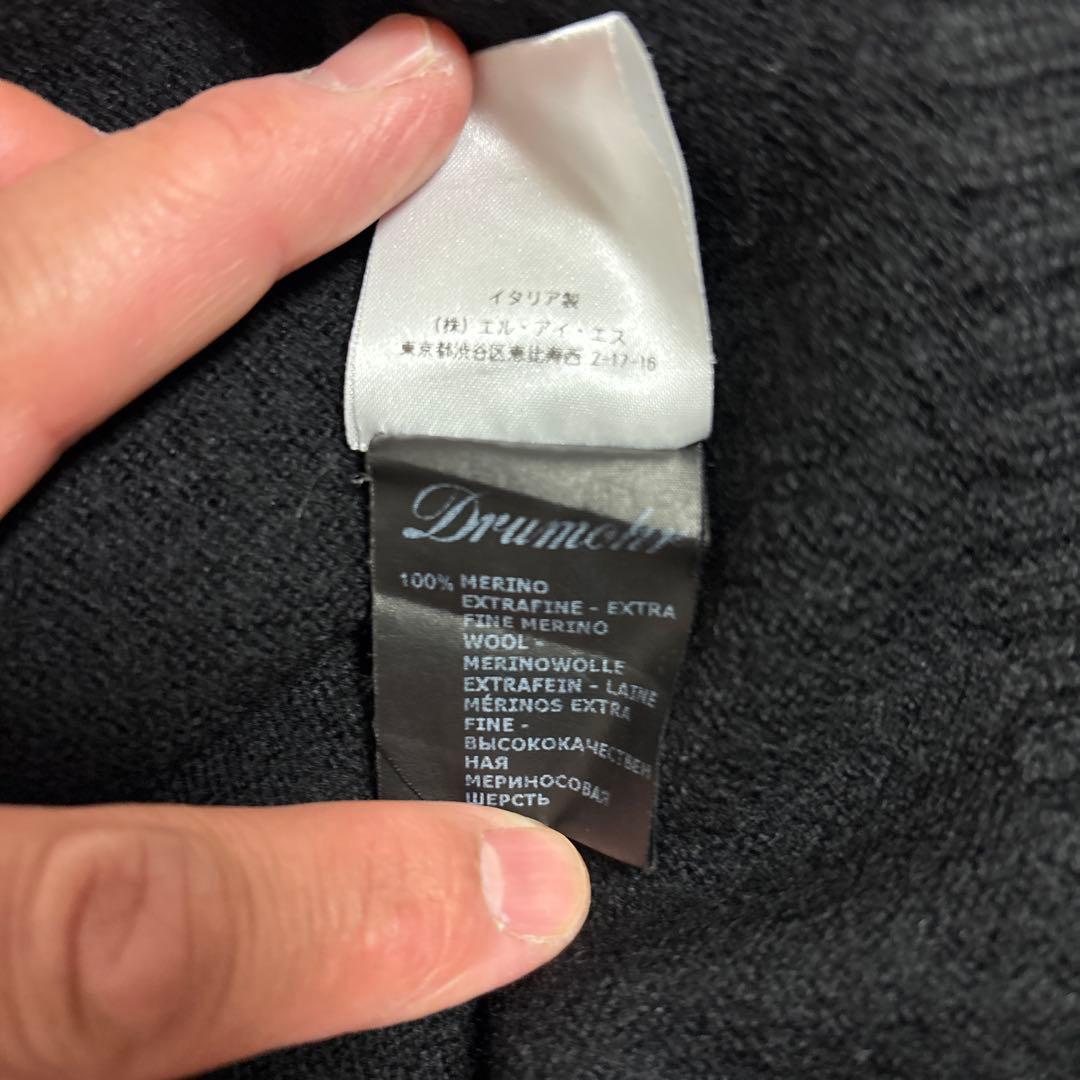 イタリア製
(株) エル・アイ・エス
東京都渋谷区恵比寿西 2-17-16
Drumohr
100% MERINO
EXTRAFINE - EXTRA
FINE MERINO
WOOL -
MERINOWOLLE
EXTRAFEIN - LAINE
MÉRINOS EXTRA
FINE -
ВЫСОКОКАЧЕСТВЕН
НАЯ
МЕРИНОСОВАЯ
ШЕРСТЬ